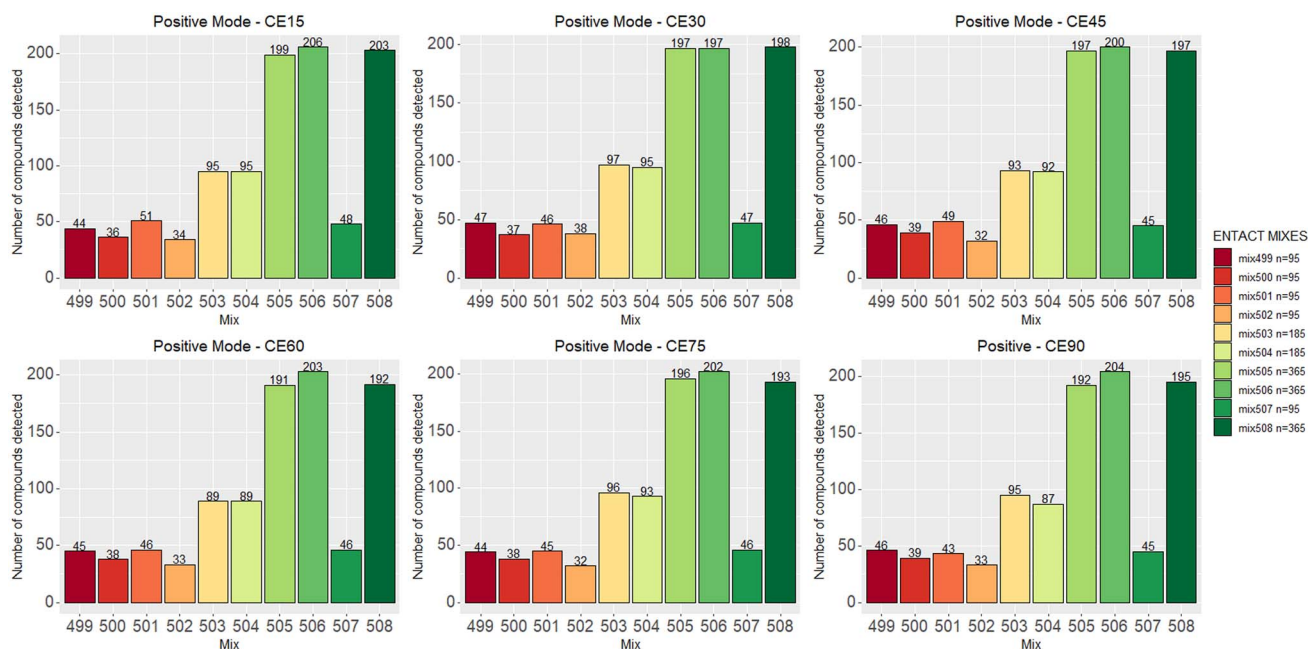 Positive Mode - CE15
Number of compounds detected
200
150
100
50
0
44
36
51
34
95
95
199
206
48
203
499 500 501 502 503 504 505 506 507 508
Mix
Positive Mode - CE30
Number of compounds detected
200
150
100
50
0
47
37
46
38
97
95
197
197
47
198
499 500 501 502 503 504 505 506 507 508
Mix
Positive Mode - CE45
Number of compounds detected
200
150
100
50
0
46
39
49
32
93
92
197
200
45
197
499 500 501 502 503 504 505 506 507 508
Mix
ENTACT MIXES
mix499 n=95
mix500 n=95
mix501 n=95
mix502 n=95
mix503 n=185
mix504 n=185
mix505 n=365
mix506 n=365
mix507 n=95
mix508 n=365
Positive Mode - CE60
Number of compounds detected
200
150
100
50
0
45
38
46
33
89
89
191
203
46
192
499 500 501 502 503 504 505 506 507 508
Mix
Positive Mode - CE75
Number of compounds detected
200
150
100
50
0
44
38
45
32
96
93
196
202
46
193
499 500 501 502 503 504 505 506 507 508
Mix
Positive - CE90
Number of compounds detected
200
150
100
50
0
46
39
43
33
95
87
192
204
45
195
499 500 501 502 503 504 505 506 507 508
Mix